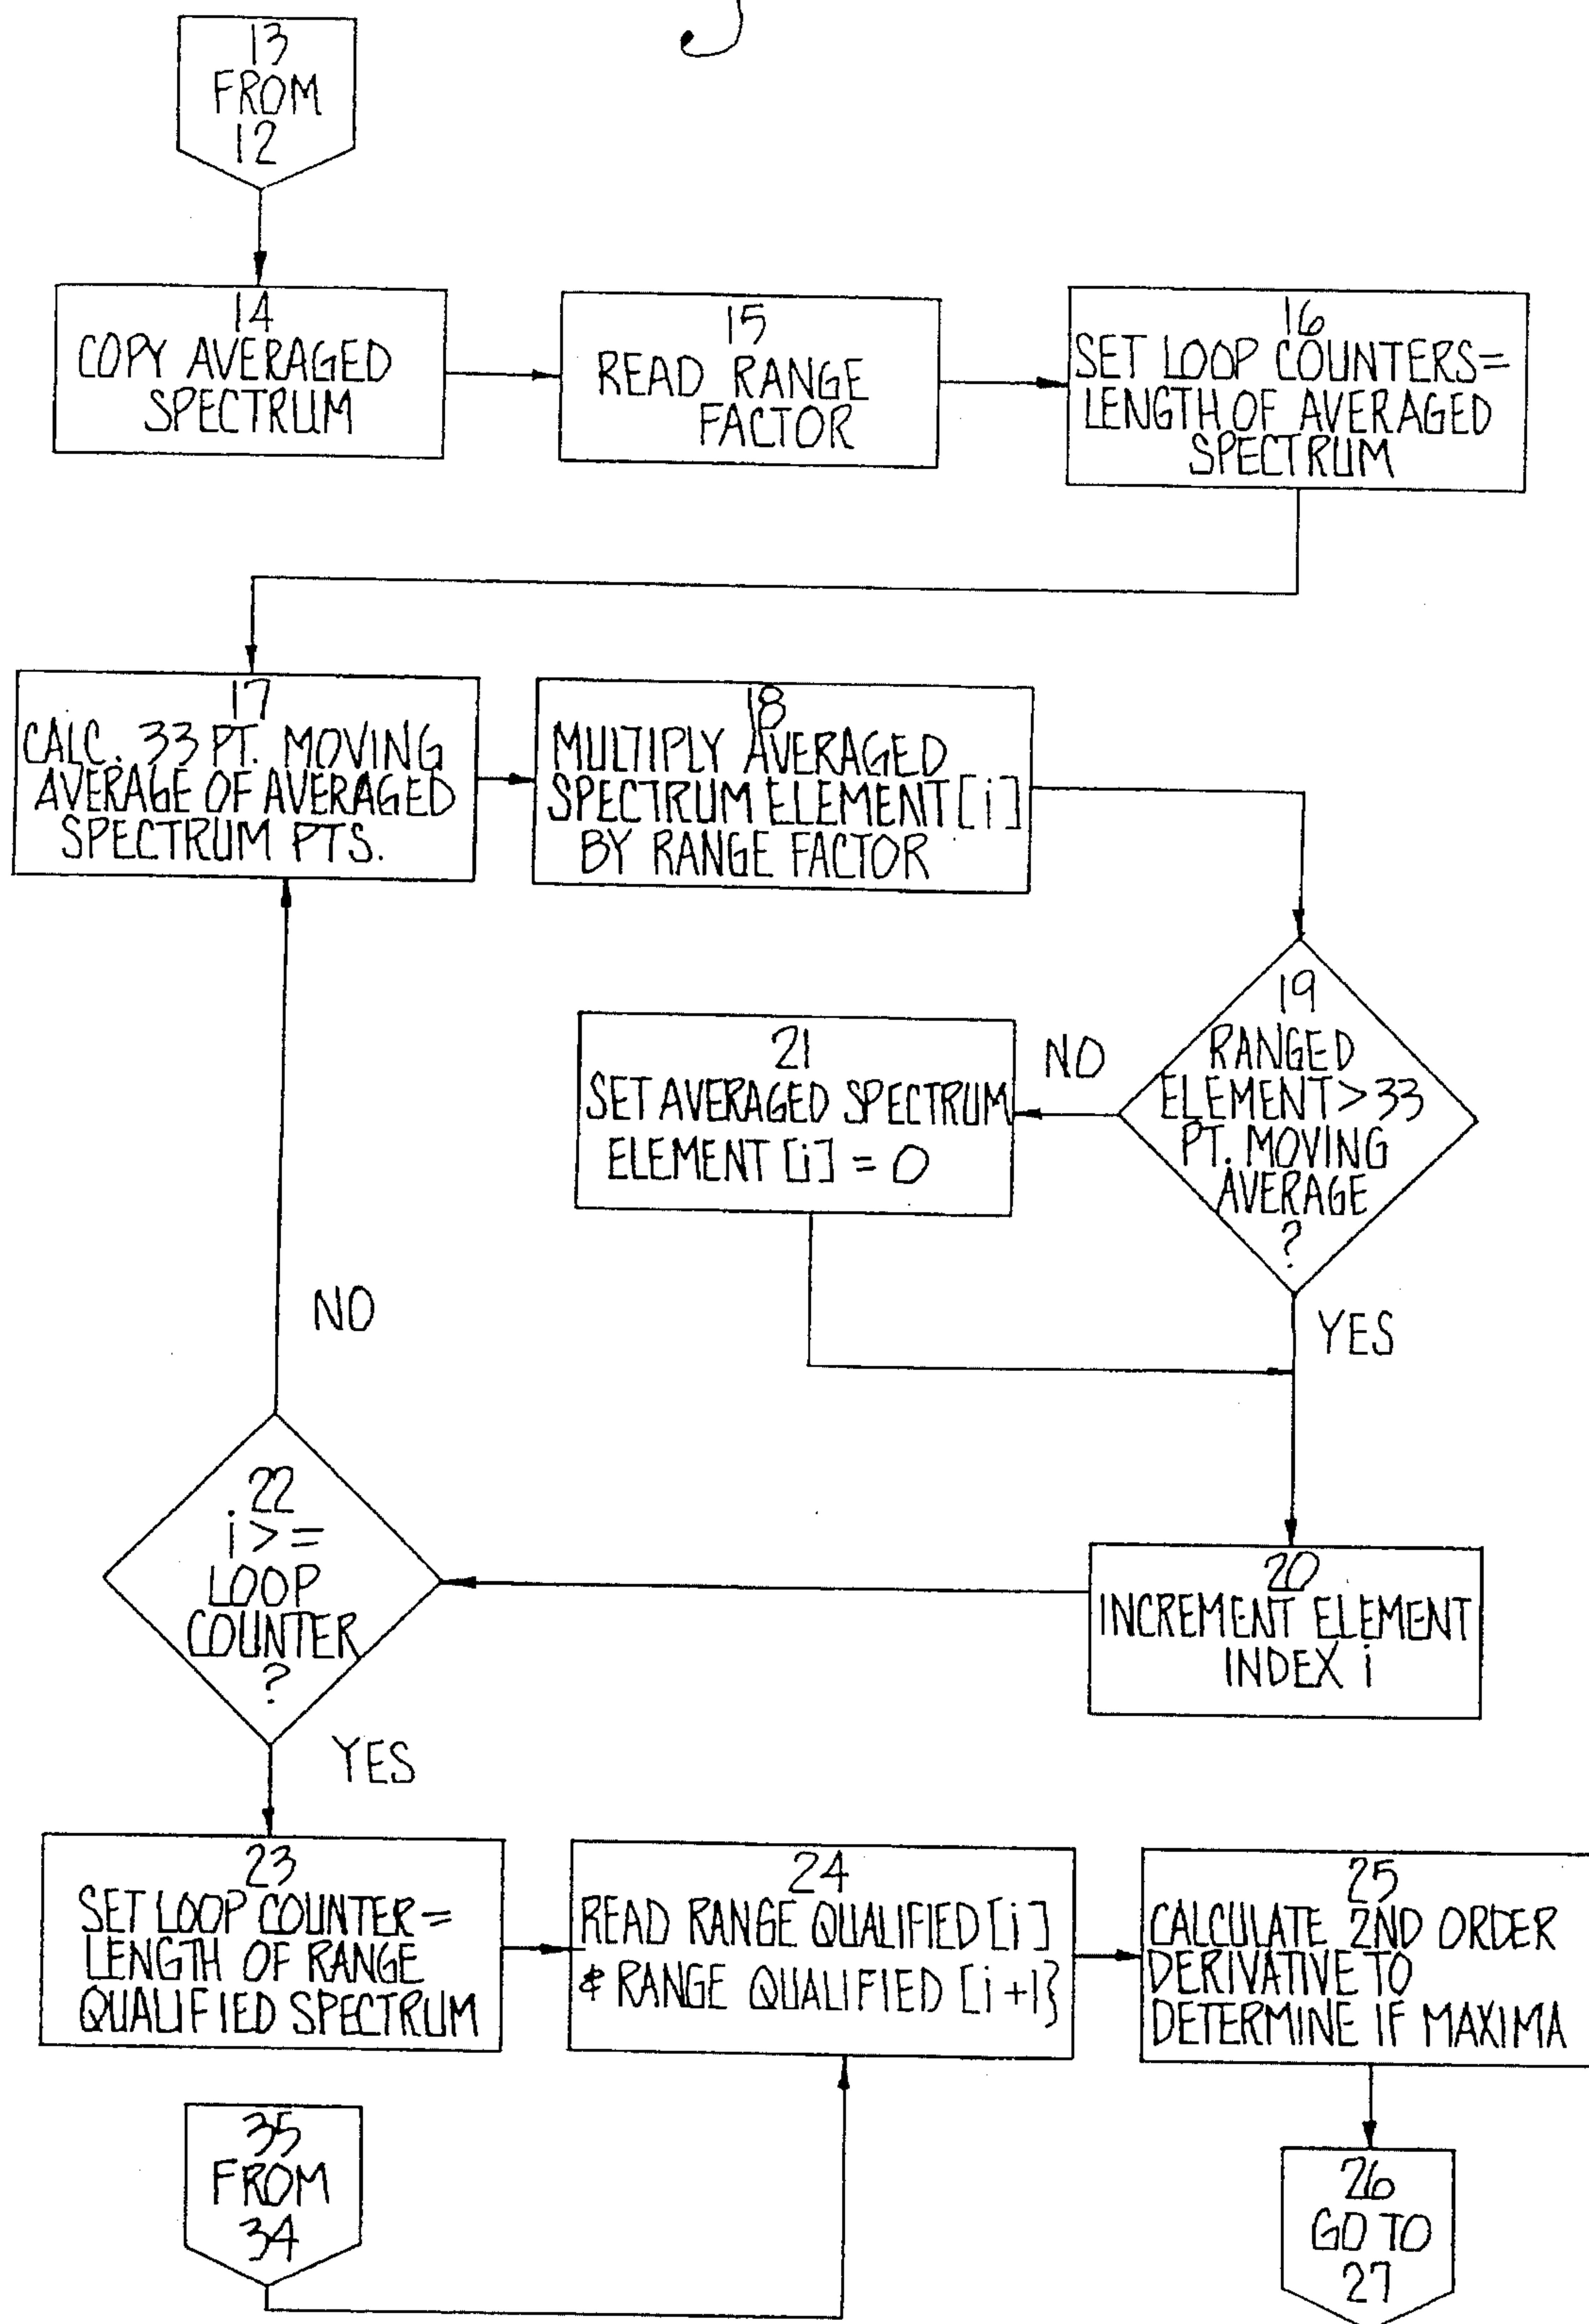 13
FROM
12
14
COPY AVERAGED
SPECTRUM
15
READ RANGE
FACTOR
16
SET LOOP COUNTERS=
LENGTH OF AVERAGED
SPECTRUM
17
CALC. 33 PT. MOVING
AVERAGE OF AVERAGED
SPECTRUM PTS.
18
MULTIPLY AVERAGED
SPECTRUM ELEMENT [i]
BY RANGE FACTOR
19
RANGED
ELEMENT>33
PT. MOVING
AVERAGE
?
NO
21
SET AVERAGED SPECTRUM
ELEMENT [i] = 0
YES
NO
22
i >=
LOOP
COUNTER
?
20
INCREMENT ELEMENT
INDEX i
YES
23
SET LOOP COUNTER=
LENGTH OF RANGE
QUALIFIED SPECTRUM
24
READ RANGE QUALIFIED [i]
& RANGE QUALIFIED [i+1}
25
CALCULATE 2ND ORDER
DERIVATIVE TO
DETERMINE IF MAXIMA
35
FROM
34
26
GO TO
27